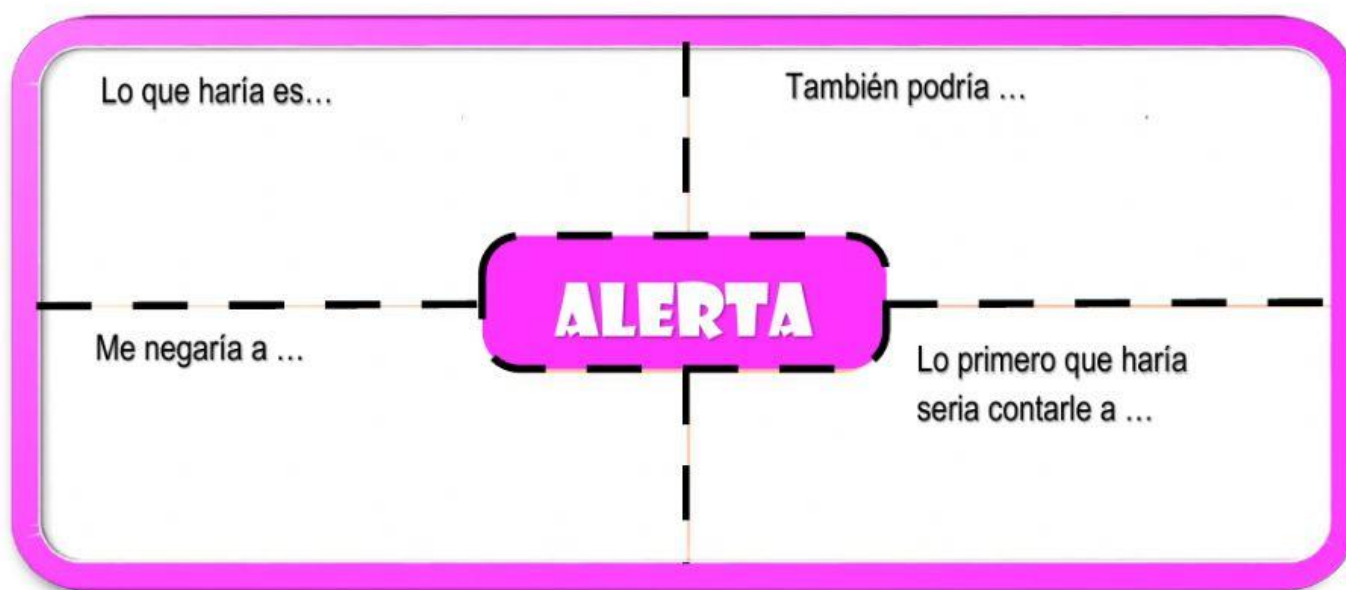 Lo que haría es…
También podría …
ALERTA
Me negaría a …
Lo primero que haría
seria contarle a …